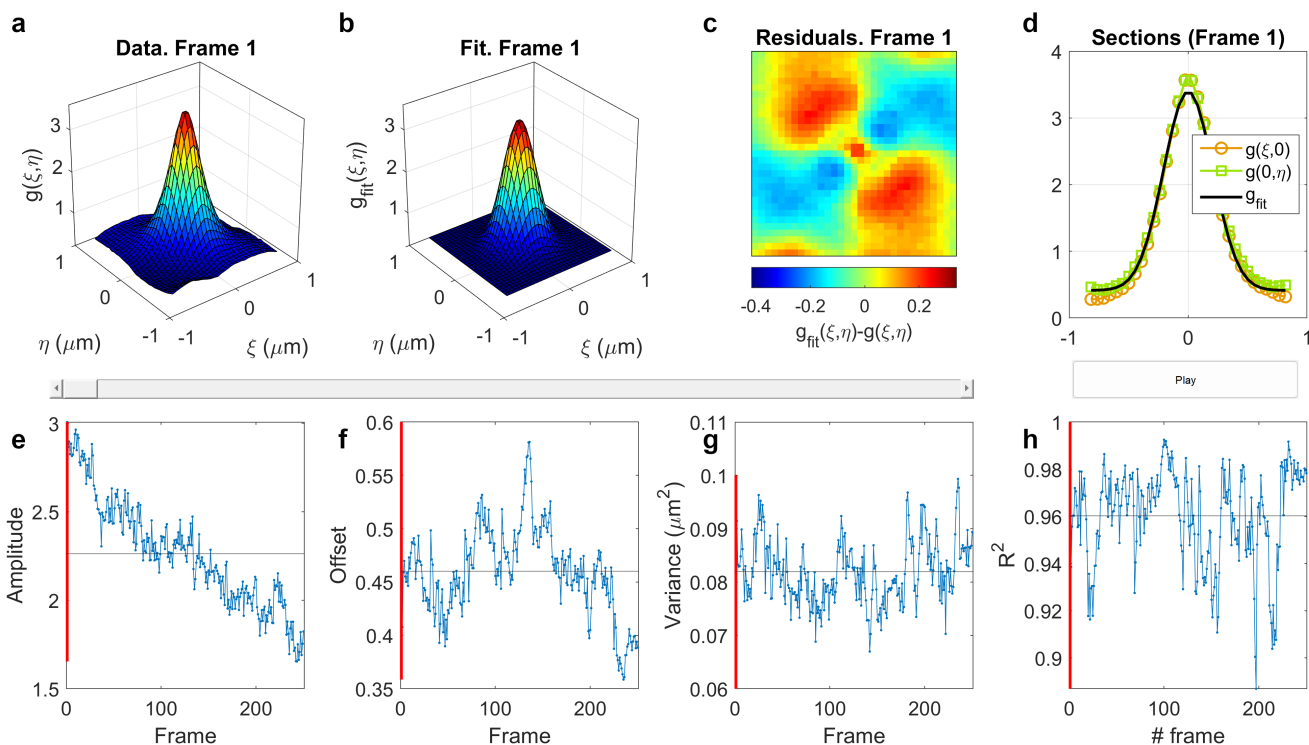 a
Data. Frame 1
g(ξ,η)
3
2
1
1
0
-1
η (μm)
-1
0
1
ξ (μm)
b
Fit. Frame 1
g_fit(ξ,η)
3
2
1
1
0
-1
η (μm)
-1
0
1
ξ (μm)
c
Residuals. Frame 1
-0.4 -0.2 0 0.2
g_fit(ξ,η)-g(ξ,η)
d
Sections (Frame 1)
4
3
2
1
0
-1 0 1
g(ξ,0)
g(0,η)
g_fit
Play
e
Amplitude
3
2.5
2
1.5
0 100 200
Frame
f
Offset
0.6
0.55
0.5
0.45
0.4
0.35
0 100 200
Frame
g
Variance (μm²)
0.11
0.1
0.09
0.08
0.07
0.06
0 100 200
Frame
h
R²
1
0.98
0.96
0.94
0.92
0.9
0 100 200
# frame